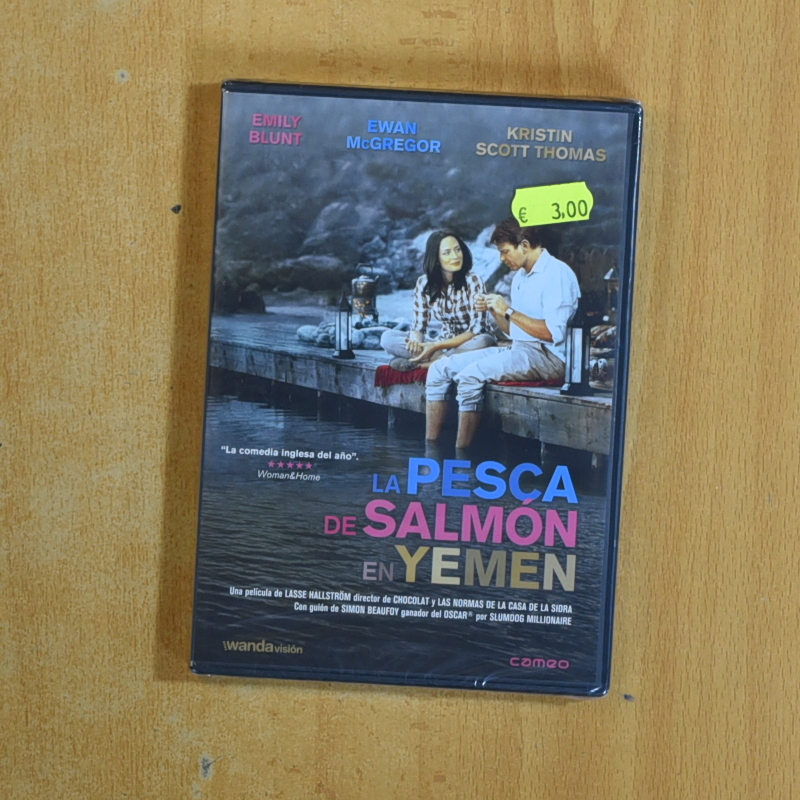 EMILY
BLUNT
EWAN
McGREGOR
KRISTIN
SCOTT THOMAS
€ 3,00
"La comedia inglesa del año".
★★★★★
Woman&Home
LA PESCA
DE SALMÓN
EN YEMEN
Una película de LASSE HALLSTRÖM director de CHOCOLAT y LAS NORMAS DE LA CASA DE LA SIDRA
Con guión de SIMON BEAUFOY ganador del OSCAR® por SLUMDOG MILLIONAIRE
wanda visión
cameo